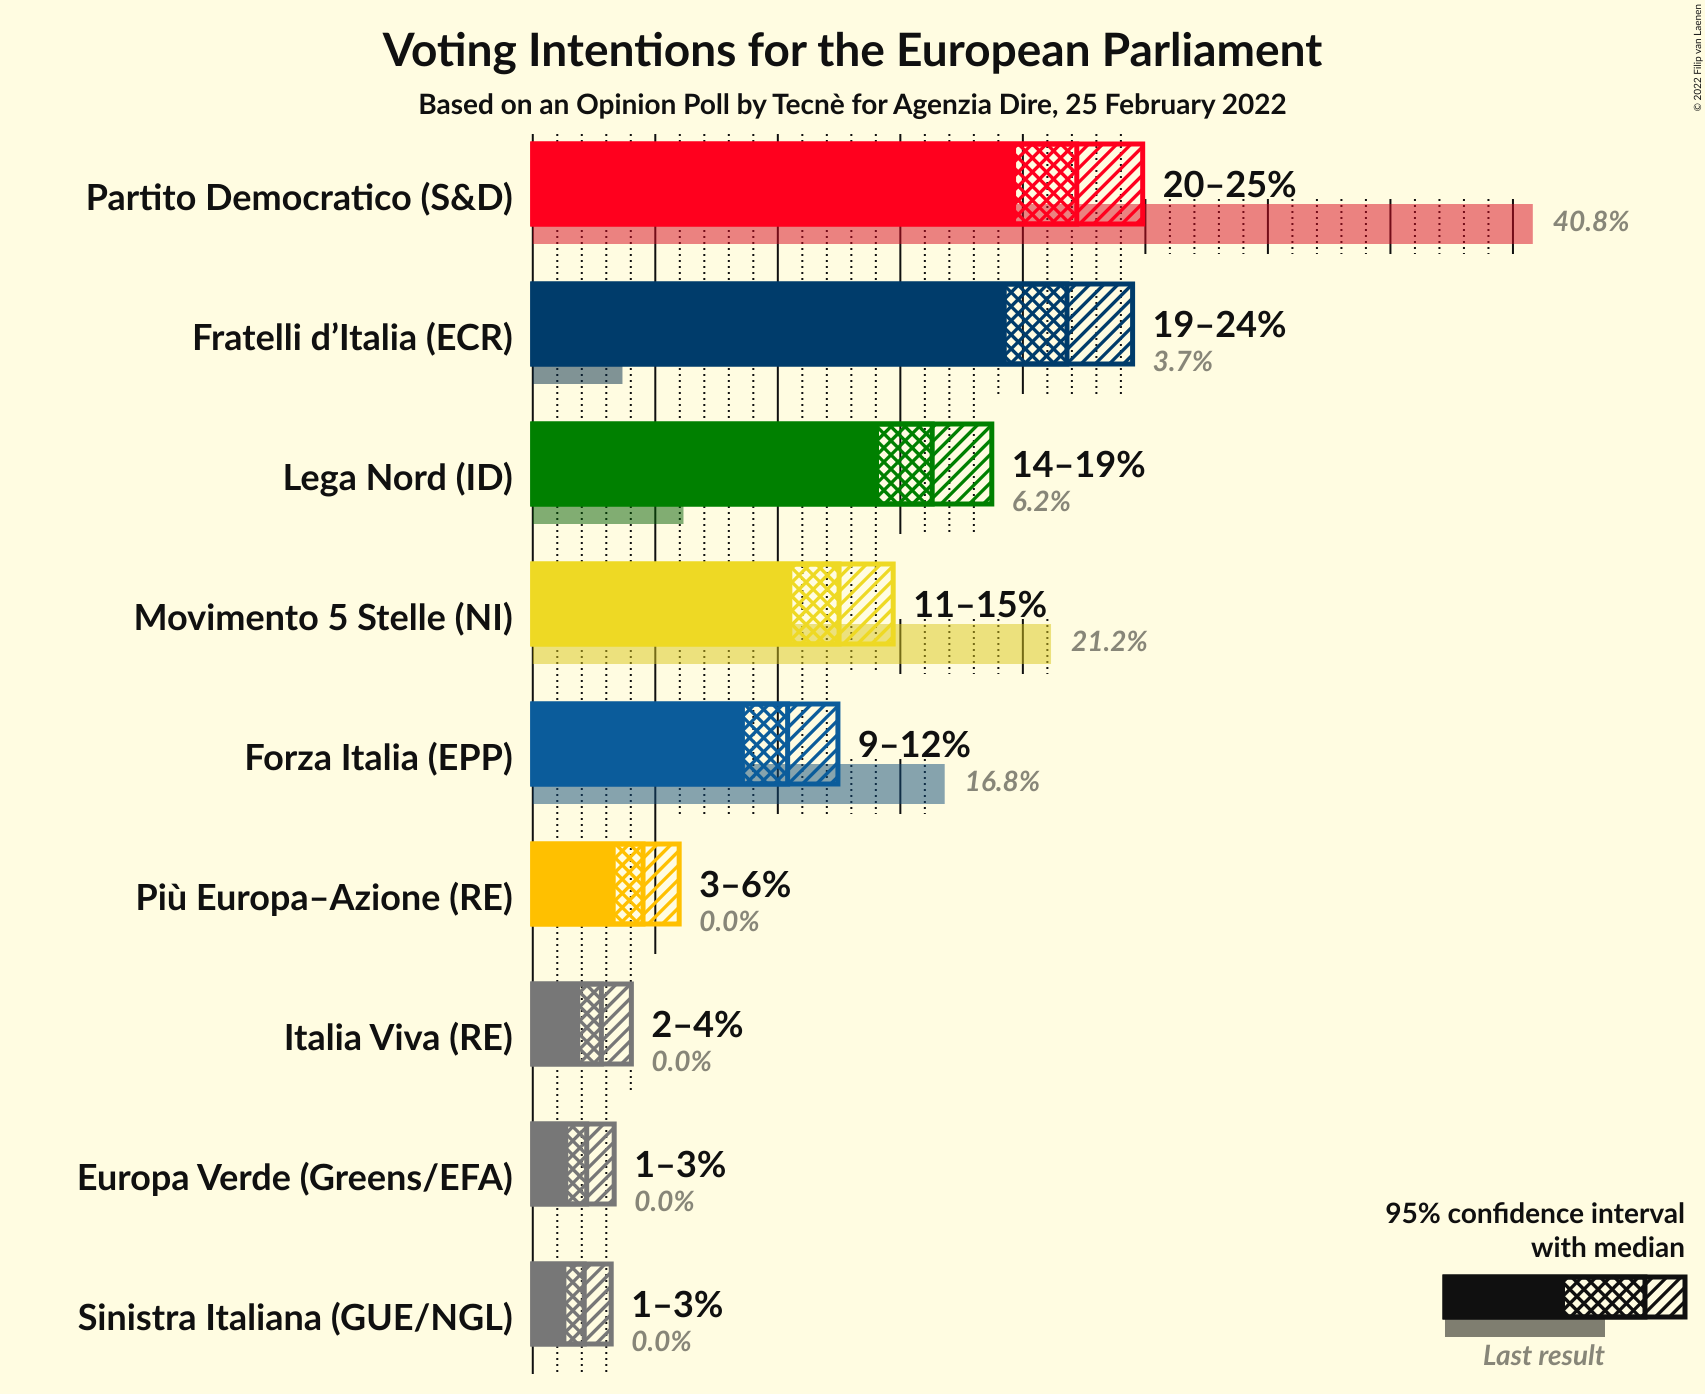 Voting Intentions for the European Parliament
Based on an Opinion Poll by Tecnè for Agenzia Dire, 25 February 2022
© 2022 Filip van Laenen
Partito Democratico (S&D)
20–25%
40.8%
Fratelli d’Italia (ECR)
19–24%
3.7%
Lega Nord (ID)
14–19%
6.2%
Movimento 5 Stelle (NI)
11–15%
21.2%
Forza Italia (EPP)
9–12%
16.8%
Più Europa–Azione (RE)
3–6%
0.0%
Italia Viva (RE)
2–4%
0.0%
Europa Verde (Greens/EFA)
1–3%
0.0%
Sinistra Italiana (GUE/NGL)
1–3%
0.0%
95% confidence interval
with median
Last result